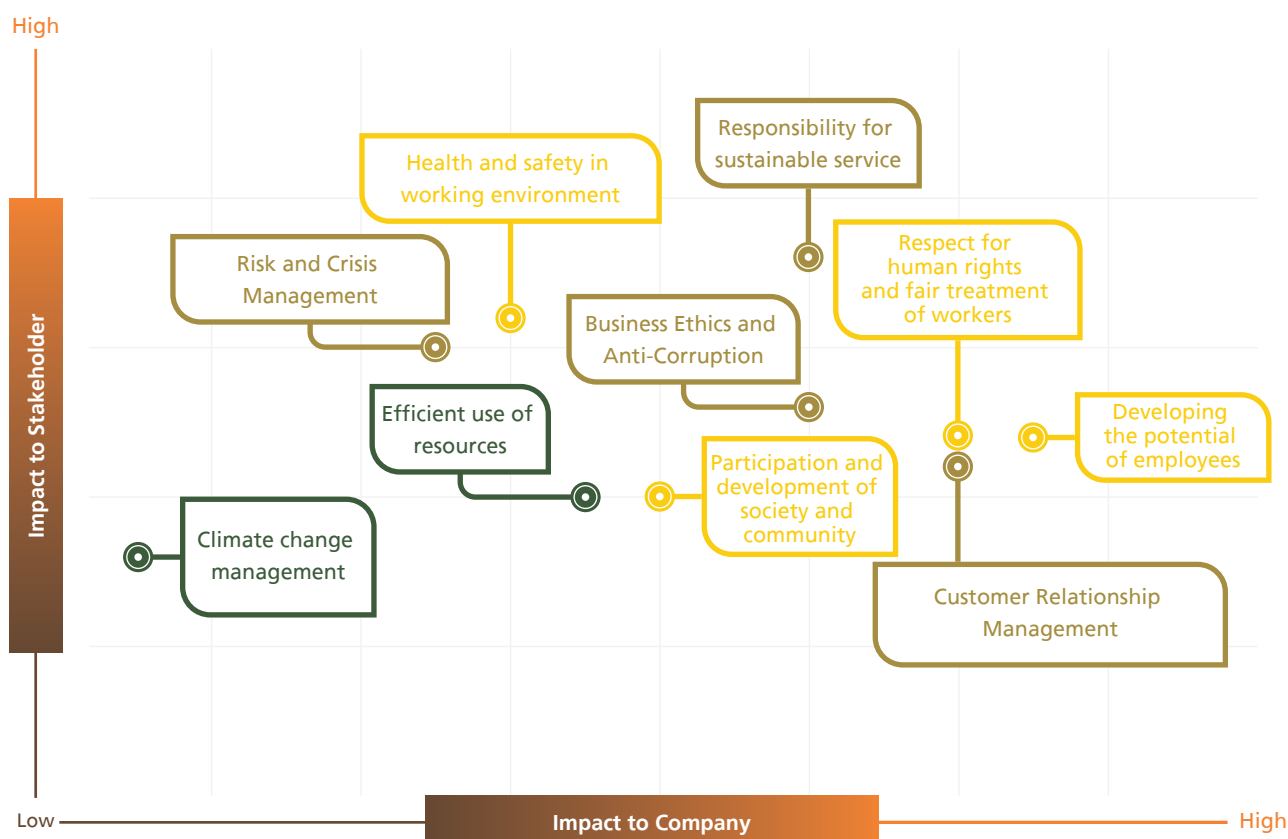 High
Responsibility for
sustainable service
Health and safety in
working environment
Respect for
human rights
and fair treatment
of workers
Risk and Crisis
Management
Business Ethics and
Anti-Corruption
Efficient use of
resources
Developing
the potential
of employees
Participation and
development of
society and
community
Climate change
management
Customer Relationship
Management
Impact to Stakeholder
Low
Impact to Company
High